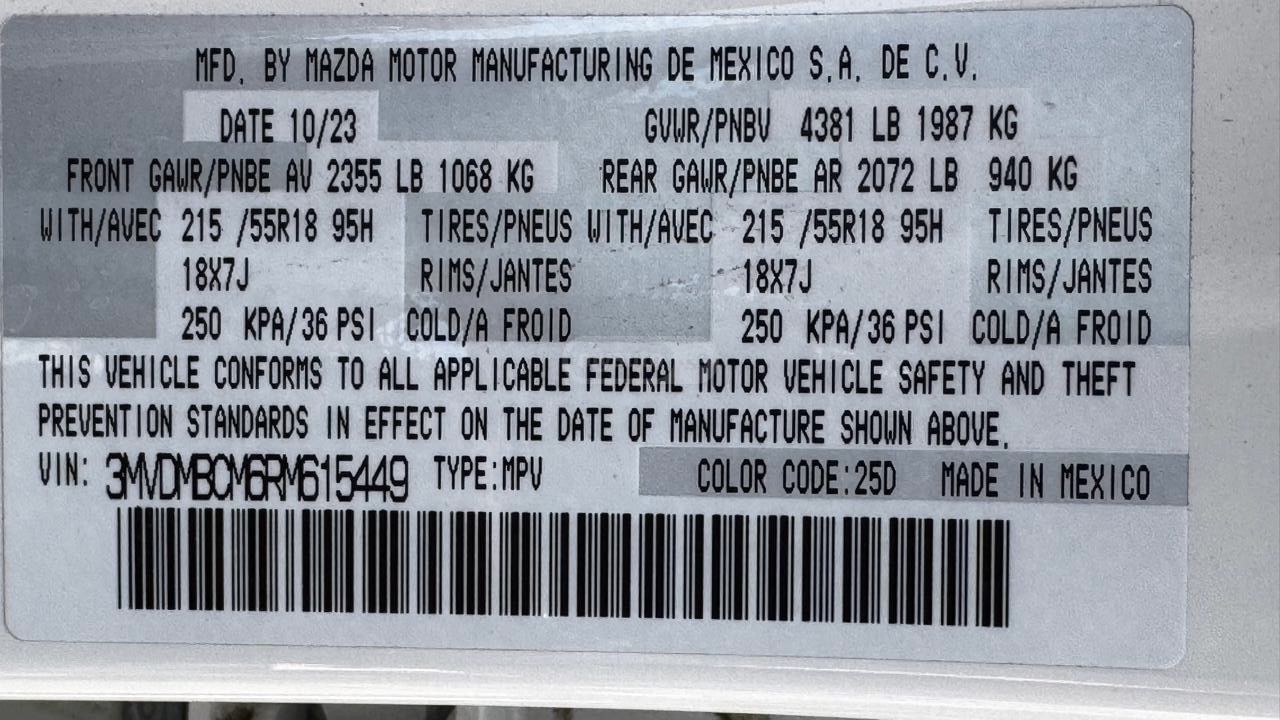 MFD. BY MAZDA MOTOR MANUFACTURING DE MEXICO S.A. DE C.V.
DATE 10/23 GVWR/PNBV 4381 LB 1987 KG
FRONT GAWR/PNBE AV 2355 LB 1068 KG REAR GAWR/PNBE AR 2072 LB 940 KG
WITH/AVEC 215 /55R18 95H TIRES/PNEUS WITH/AVEC 215 /55R18 95H TIRES/PNEUS
18X7J RIMS/JANTES 18X7J RIMS/JANTES
250 KPA/36 PSI COLD/A FROID 250 KPA/36 PSI COLD/A FROID
THIS VEHICLE CONFORMS TO ALL APPLICABLE FEDERAL MOTOR VEHICLE SAFETY AND THEFT
PREVENTION STANDARDS IN EFFECT ON THE DATE OF MANUFACTURE SHOWN ABOVE.
VIN: 3MVDMBCM6RM615449 TYPE:MPV COLOR CODE:25D MADE IN MEXICO